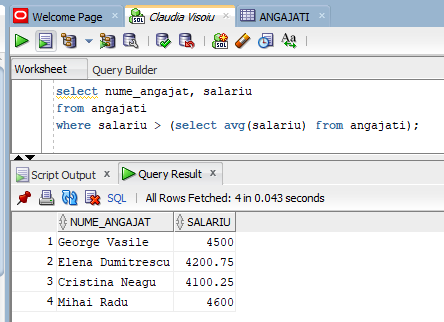 Welcome Page Claudia Visoiu ANGAJATI
Worksheet Query Builder
select nume_angajat, salariu
from angajati
where salariu > (select avg(salariu) from angajati);
Script Output x Query Result x
SQL | All Rows Fetched: 4 in 0.043 seconds
NUME_ANGAJAT SALARIU
1 George Vasile 4500
2 Elena Dumitrescu 4200.75
3 Cristina Neagu 4100.25
4 Mihai Radu 4600